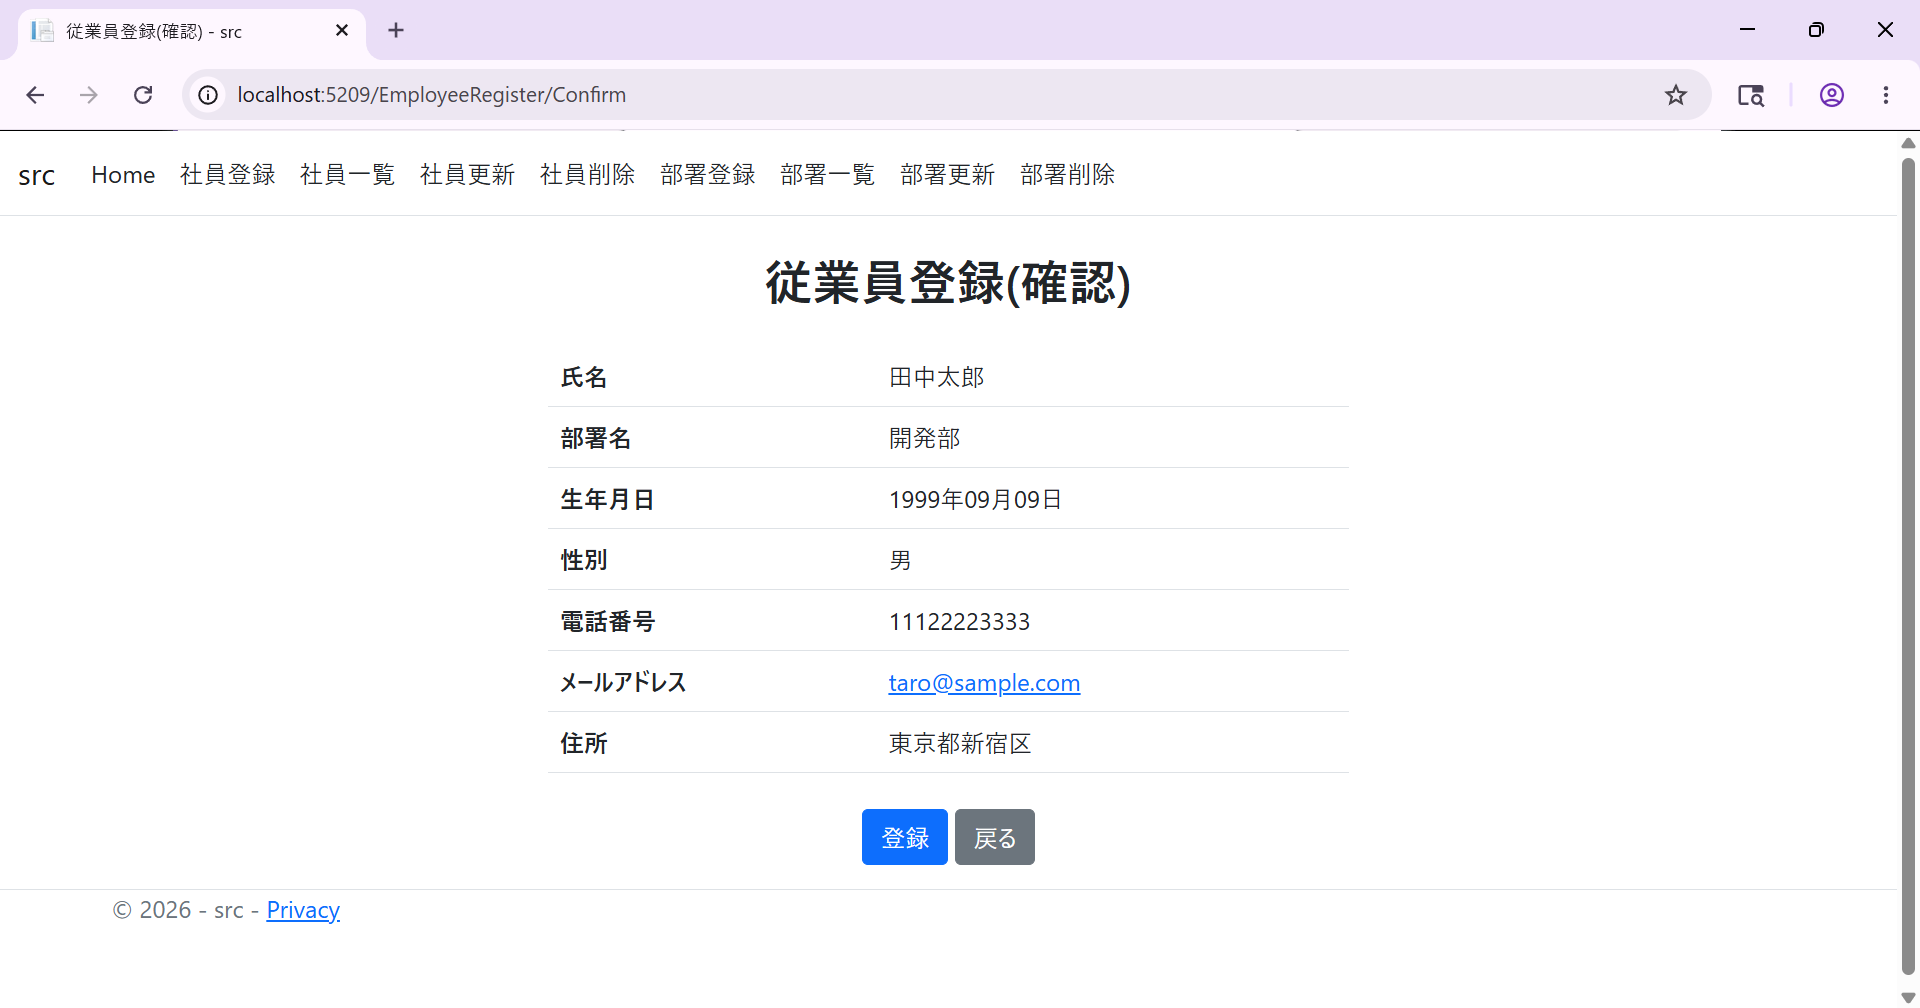 従業員登録(確認) - src
localhost:5209/EmployeeRegister/Confirm
src Home 社員登録 社員一覧 社員更新 社員削除 部署登録 部署一覧 部署更新 部署削除
従業員登録(確認)
氏名 田中太郎
部署名 開発部
生年月日 1999年09月09日
性別 男
電話番号 11122223333
メールアドレス taro@sample.com
住所 東京都新宿区
登録 戻る
© 2026 - src - Privacy